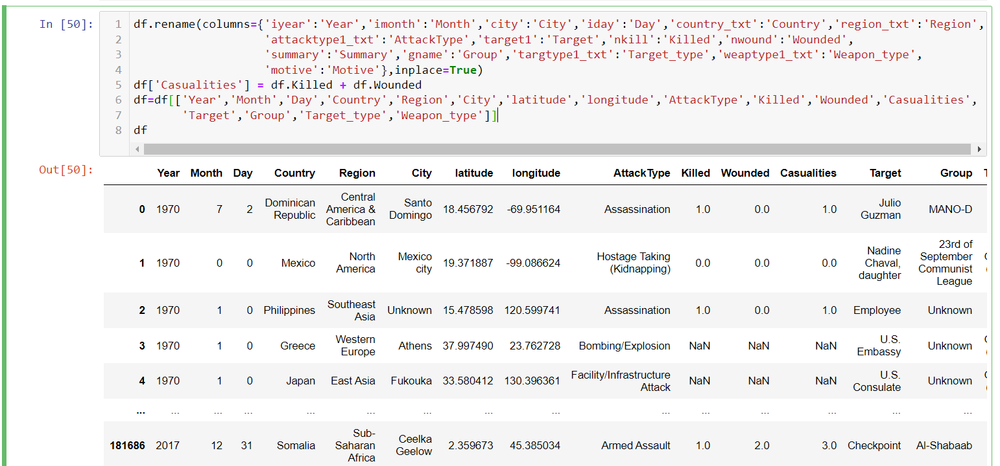 In [50]:
1 df.rename(columns={'iyear':'Year','imonth':'Month','city':'City','iday':'Day','country_txt':'Country','region_txt':'Region',
2 'attacktype1_txt':'AttackType','target1':'Target','nkill':'Killed','nwound':'Wounded',
3 'summary':'Summary','gname':'Group','targtype1_txt':'Target_type','weaptype1_txt':'Weapon_type',
4 'motive':'Motive'},inplace=True)
5 df['Casualities'] = df.Killed + df.Wounded
6 df=df[['Year','Month','Day','Country','Region','City','latitude','longitude','AttackType','Killed','Wounded','Casualities',
7 'Target','Group','Target_type','Weapon_type']]
8 df
Out[50]:
Year Month Day Country Region City latitude longitude AttackType Killed Wounded Casualities Target Group
0 1970 7 2 Dominican Republic Central America & Caribbean Santo Domingo 18.456792 -69.951164 Assassination 1.0 0.0 1.0 Julio Guzman MANO-D
1 1970 0 0 Mexico North America Mexico city 19.371887 -99.086624 Hostage Taking (Kidnapping) 0.0 0.0 0.0 Nadine Chaval, daughter 23rd of September Communist League
2 1970 1 0 Philippines Southeast Asia Unknown 15.478598 120.599741 Assassination 1.0 0.0 1.0 Employee Unknown
3 1970 1 0 Greece Western Europe Athens 37.997490 23.762728 Bombing/Explosion NaN NaN NaN U.S. Embassy Unknown
4 1970 1 0 Japan East Asia Fukouka 33.580412 130.396361 Facility/Infrastructure Attack NaN NaN NaN U.S. Consulate Unknown
... ... ... ... ... ... ... ... ... ... ... ... ... ... ...
181686 2017 12 31 Somalia Sub-Saharan Africa Ceelka Geelow 2.359673 45.385034 Armed Assault 1.0 2.0 3.0 Checkpoint Al-Shabaab